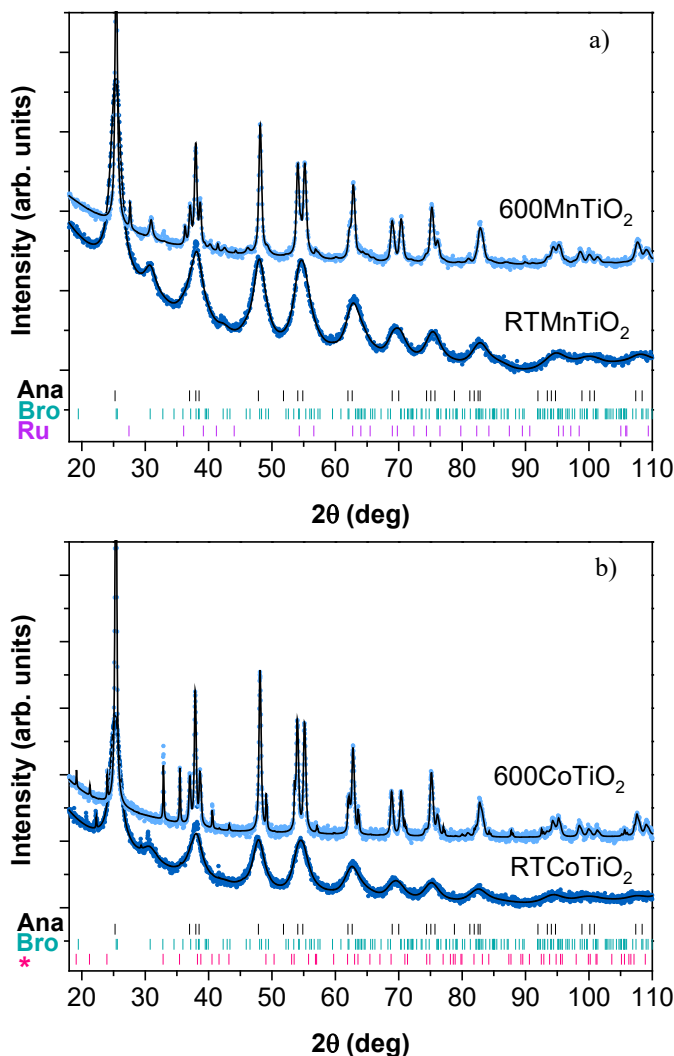 a)
Intensity (arb. units)
600MnTiO₂
RTMnTiO₂
Ana
Bro
Ru
20 30 40 50 60 70 80 90 100 110
2θ (deg)
b)
Intensity (arb. units)
600CoTiO₂
RTCoTiO₂
Ana
Bro
*
20 30 40 50 60 70 80 90 100 110
2θ (deg)